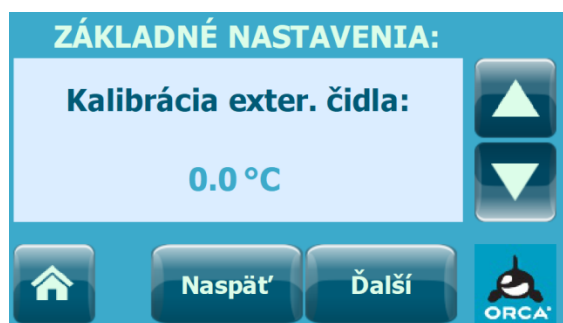 ZÁKLADNÉ NASTAVENIA:
Kalibrácia exter. čidla:
0.0 °C
Naspäť
Ďalší
ORCA